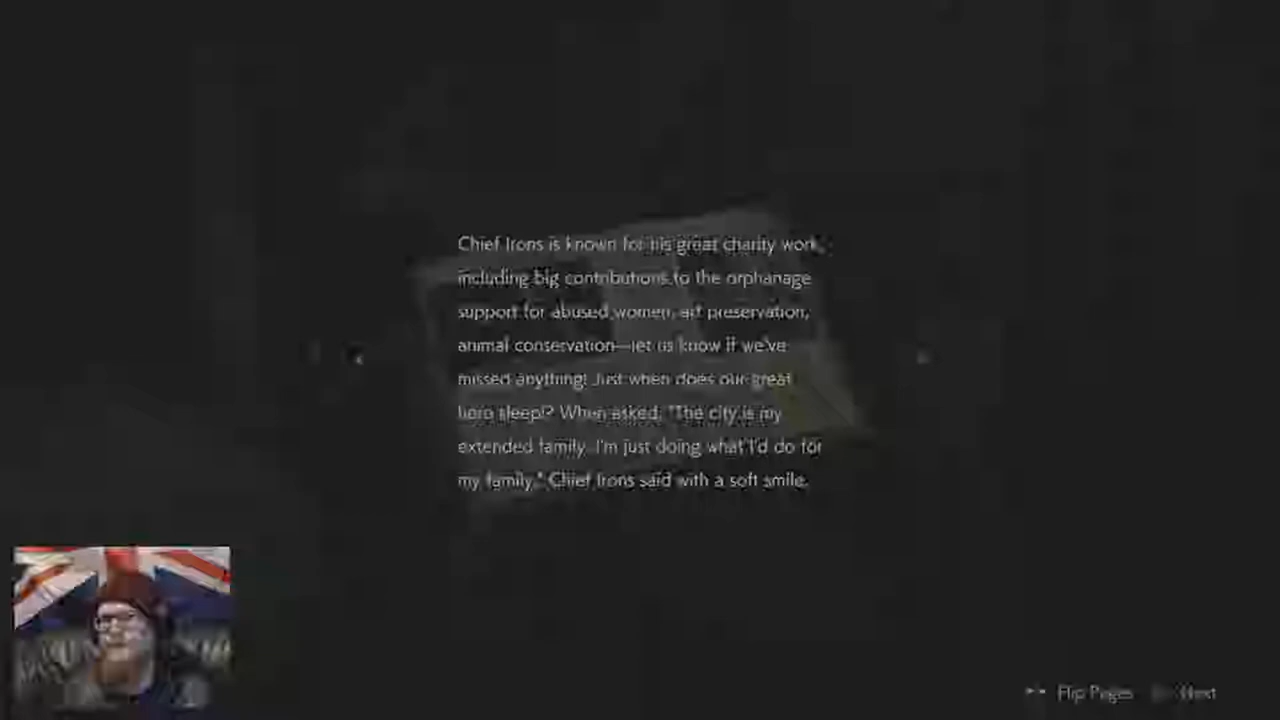 Chief Irons is known for his great charity work,
including big contributions to the orphanage
support for abused women, art preservation,
animal conservation—let us know if we've
missed anything! Just when does our great
hero sleep!? When asked, "The city is my
extended family. I'm just doing what I'd do for
my family." Chief Irons said with a soft smile.
Flip Pages Next